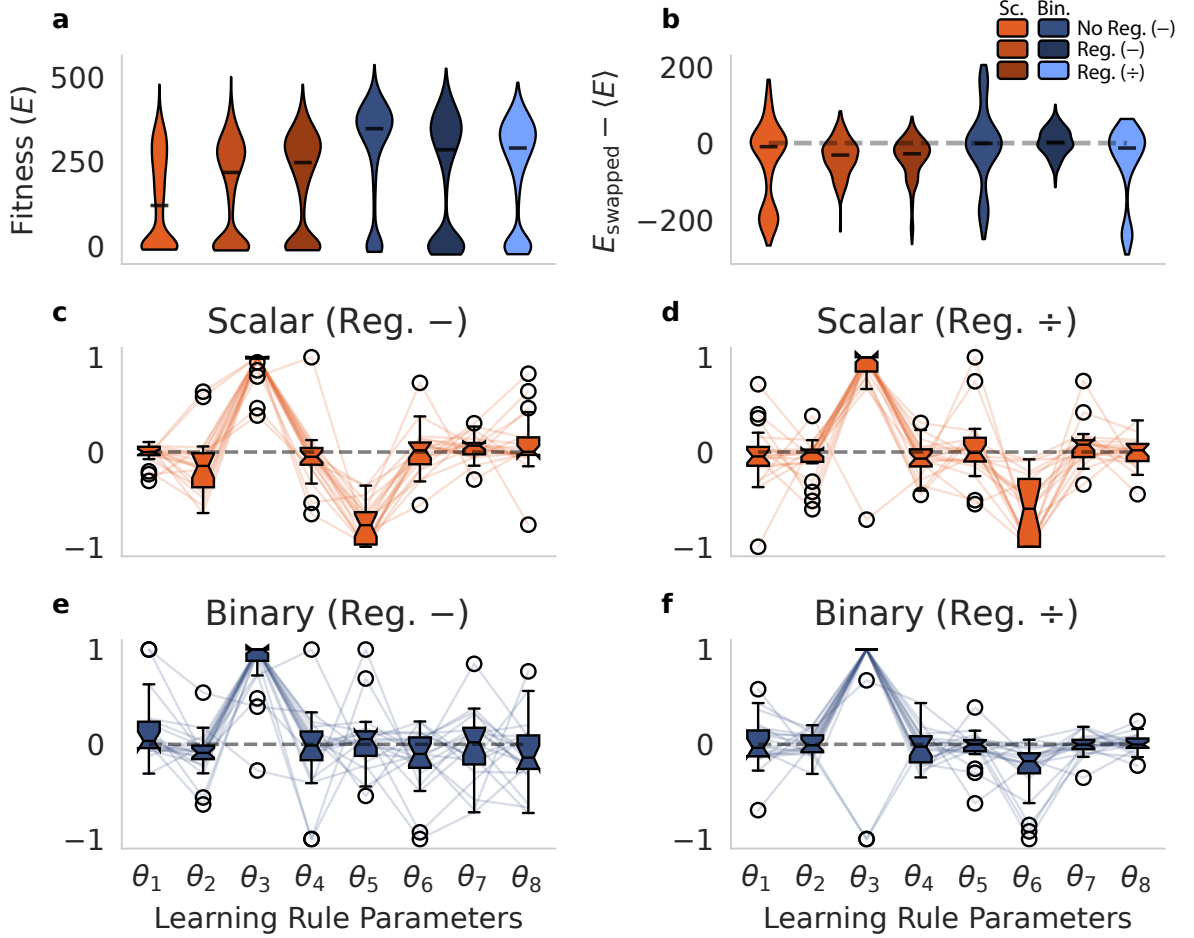 a
500
250
0
Fitness (⟨E⟩)
b
Sc. Bin.
No Reg. (−)
Reg. (−)
Reg. (÷)
200
0
−200
E_swapped − ⟨E⟩
c
Scalar (Reg. −)
1
0
−1
d
Scalar (Reg. ÷)
1
0
−1
e
Binary (Reg. −)
1
0
−1
θ₁ θ₂ θ₃ θ₄ θ₅ θ₆ θ₇ θ₈
Learning Rule Parameters
f
Binary (Reg. ÷)
1
0
−1
θ₁ θ₂ θ₃ θ₄ θ₅ θ₆ θ₇ θ₈
Learning Rule Parameters